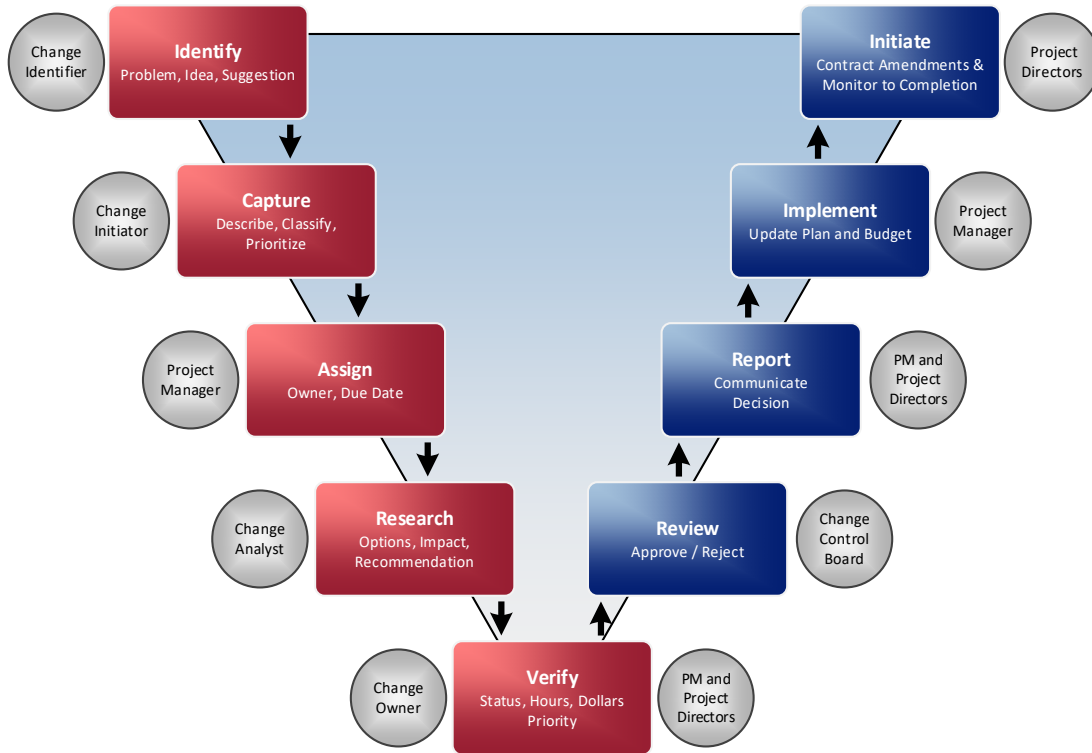 Change
Identifier
Identify
Problem, Idea, Suggestion
Initiate
Contract Amendments &
Monitor to Completion
Project
Directors
Change
Initiator
Capture
Describe, Classify,
Prioritize
Implement
Update Plan and Budget
Project
Manager
Project
Manager
Assign
Owner, Due Date
Report
Communicate
Decision
PM and
Project
Directors
Change
Analyst
Research
Options, Impact,
Recommendation
Review
Approve / Reject
Change
Control
Board
Change
Owner
Verify
Status, Hours, Dollars
Priority
PM and
Project
Directors